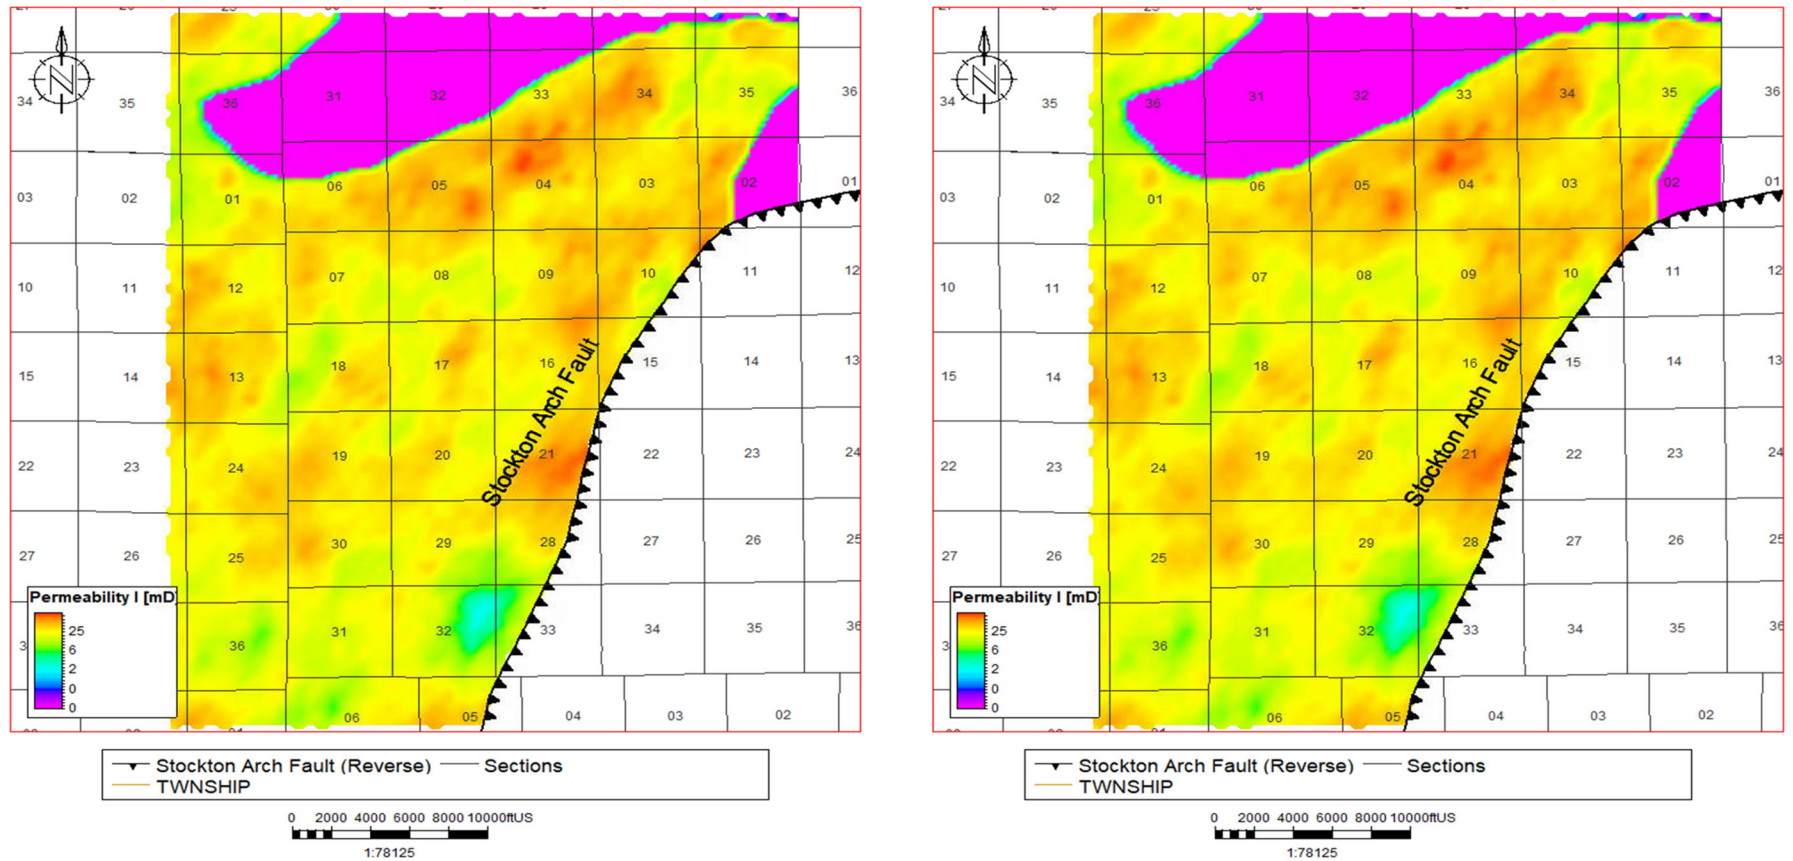 27 25 30 28
34 35 36 31 32 33 34 35 36
03 02 01 06 05 04 03 02 01
10 11 12 07 08 09 10 11 12
15 14 13 18 17 16 15 14 13
Stockton Arch Fault
22 23 24 19 20 21 22 23 24
27 26 25 30 29 28 27 26 25
36 31 32 33 34 35 36
06 05 04 03 02
N
Permeability I [mD]
25
6
2
0
0
Stockton Arch Fault (Reverse) Sections
TWNSHIP
0 2000 4000 6000 8000 10000ftUS
1:78125
34 35 36 31 32 33 34 35 36
03 02 01 06 05 04 03 02 01
10 11 12 07 08 09 10 11 12
15 14 13 18 17 16 15 14 13
Stockton Arch Fault
22 23 24 19 20 21 22 23 24
27 26 25 30 29 28 27 26 25
36 31 32 33 34 35 36
06 05 04 03 02
N
Permeability I [mD]
25
6
2
0
0
Stockton Arch Fault (Reverse) Sections
TWNSHIP
0 2000 4000 6000 8000 10000ftUS
1:78125